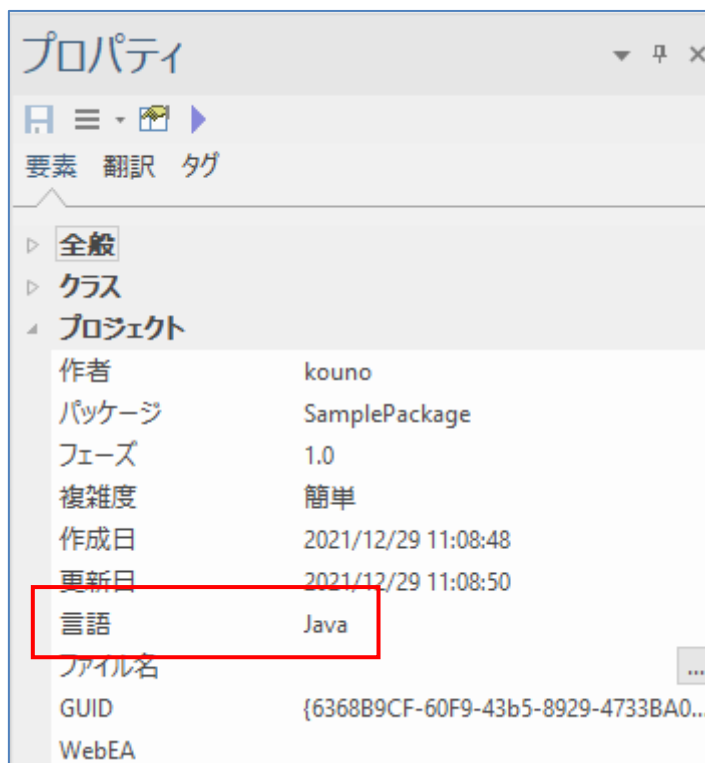 プロパティ
要素 翻訳 タグ
全般
クラス
プロジェクト
作者 kouno
パッケージ SamplePackage
フェーズ 1.0
複雑度 簡単
作成日 2021/12/29 11:08:48
更新日 2021/12/29 11:08:50
言語 Java
ファイル名 ...
GUID {6368B9CF-60F9-43b5-8929-4733BA0...
WebEA